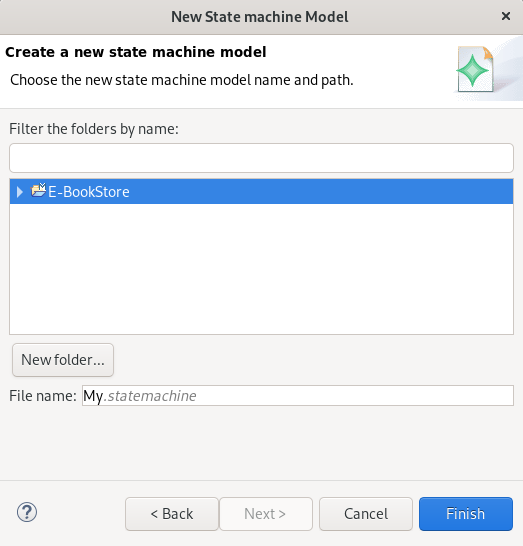 New State machine Model
Create a new state machine model
Choose the new state machine model name and path.
Filter the folders by name:
E-BookStore
New folder...
File name: My.statemachine
< Back Next > Cancel Finish